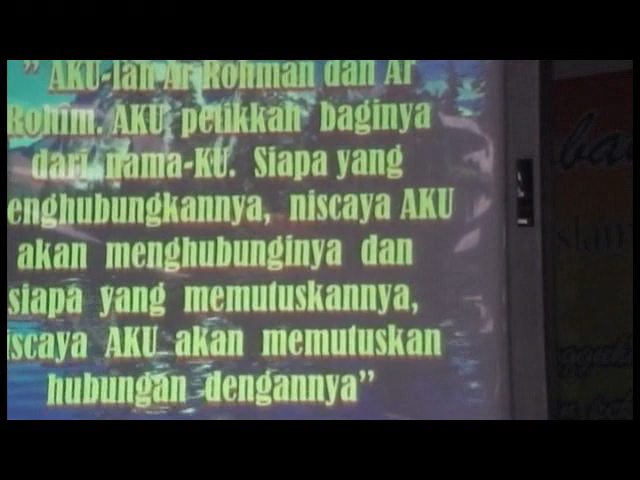 " AKU-lah Ar Rohman dan Ar
Rohim. AKU petikkah baginya
dari nama-KU. Siapa yang
enghubungkannya, niscaya AKU
akan menghubunginya dan
siapa yang memutuskannya,
iscaya AKU akan memutuskan
hubungan dengannya"